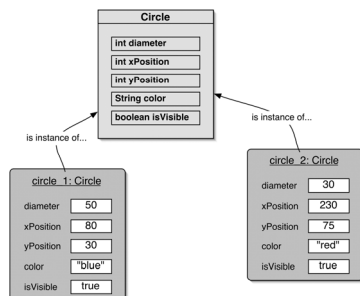 Circle
int diameter
int xPosition
int yPosition
String color
boolean isVisible
is instance of...
is instance of...
circle_1: Circle
diameter 50
xPosition 80
yPosition 30
color "blue"
isVisible true
circle_2: Circle
diameter 30
xPosition 230
yPosition 75
color "red"
isVisible true